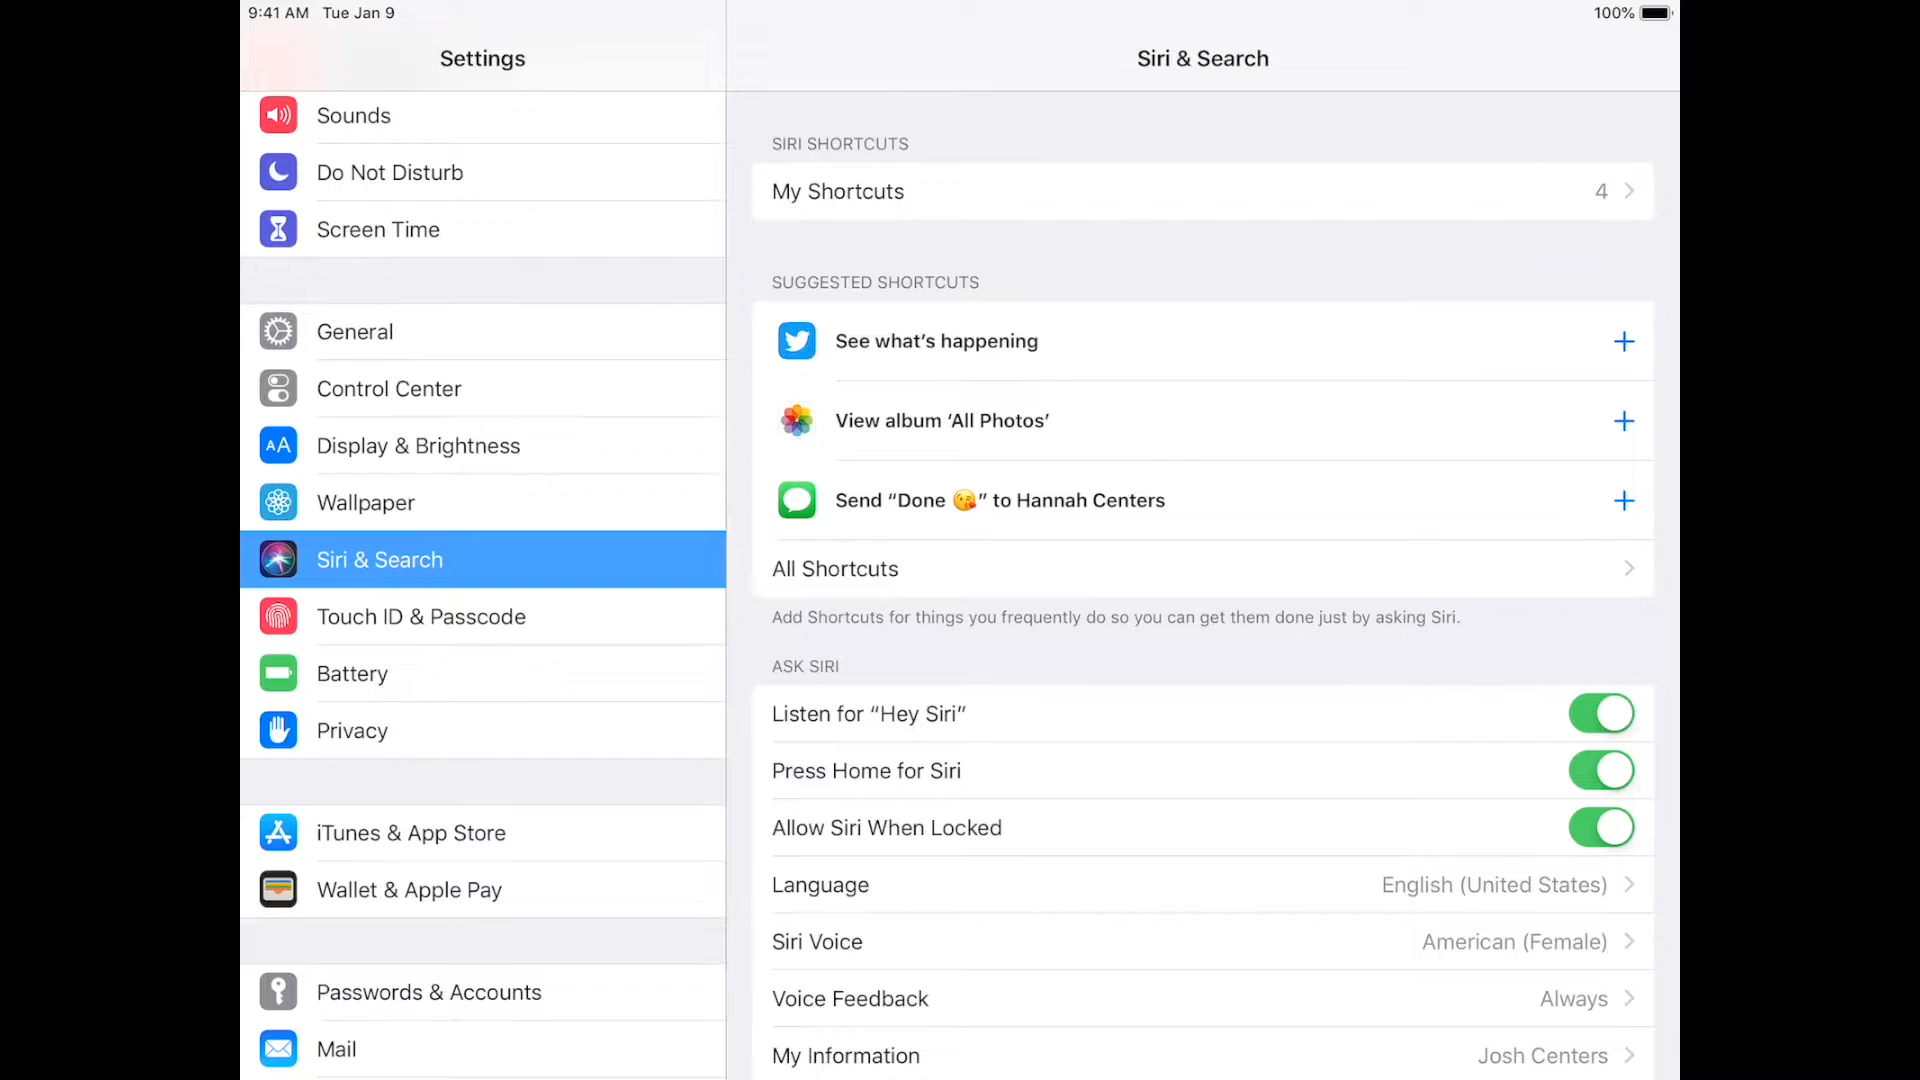 9:41 AM Tue Jan 9
100%
Settings
Siri & Search
Sounds
Do Not Disturb
Screen Time
General
Control Center
AA Display & Brightness
Wallpaper
Siri & Search
Touch ID & Passcode
Battery
Privacy
iTunes & App Store
Wallet & Apple Pay
Passwords & Accounts
Mail
SIRI SHORTCUTS
My Shortcuts 4
SUGGESTED SHORTCUTS
See what’s happening
View album ‘All Photos’
Send “Done 😘” to Hannah Centers
All Shortcuts
Add Shortcuts for things you frequently do so you can get them done just by asking Siri.
ASK SIRI
Listen for “Hey Siri”
Press Home for Siri
Allow Siri When Locked
Language English (United States)
Siri Voice American (Female)
Voice Feedback Always
My Information Josh Centers